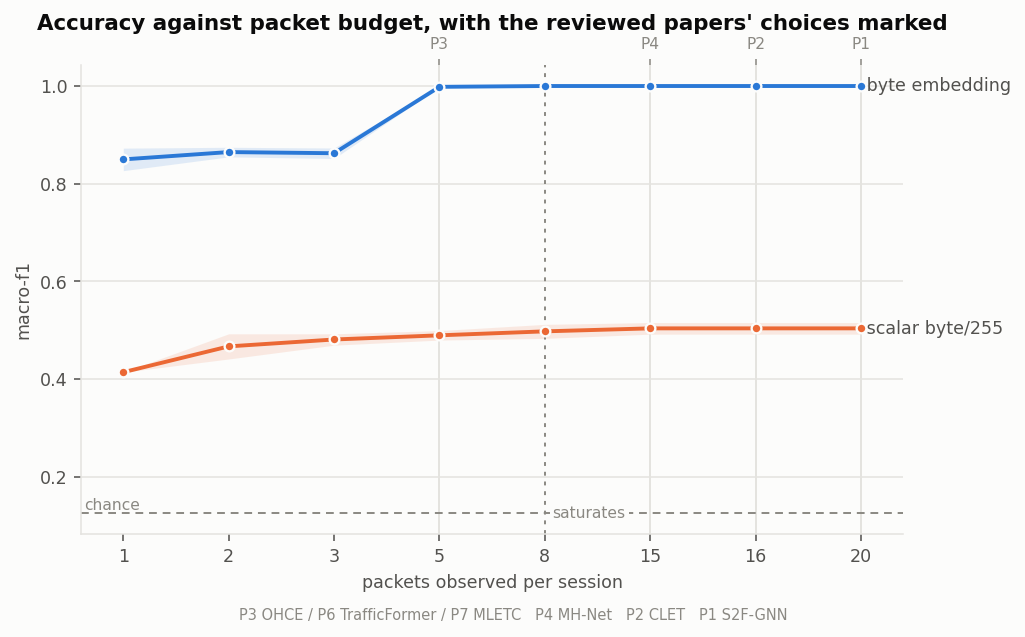 Accuracy against packet budget, with the reviewed papers' choices marked
P3 P4 P2 P1
1.0
0.8
0.6
0.4
0.2
macro-f1
byte embedding
scalar byte/255
chance
saturates
1 2 3 5 8 15 16 20
packets observed per session
P3 OHCE / P6 TrafficFormer / P7 MLETC P4 MH-Net P2 CLET P1 S2F-GNN